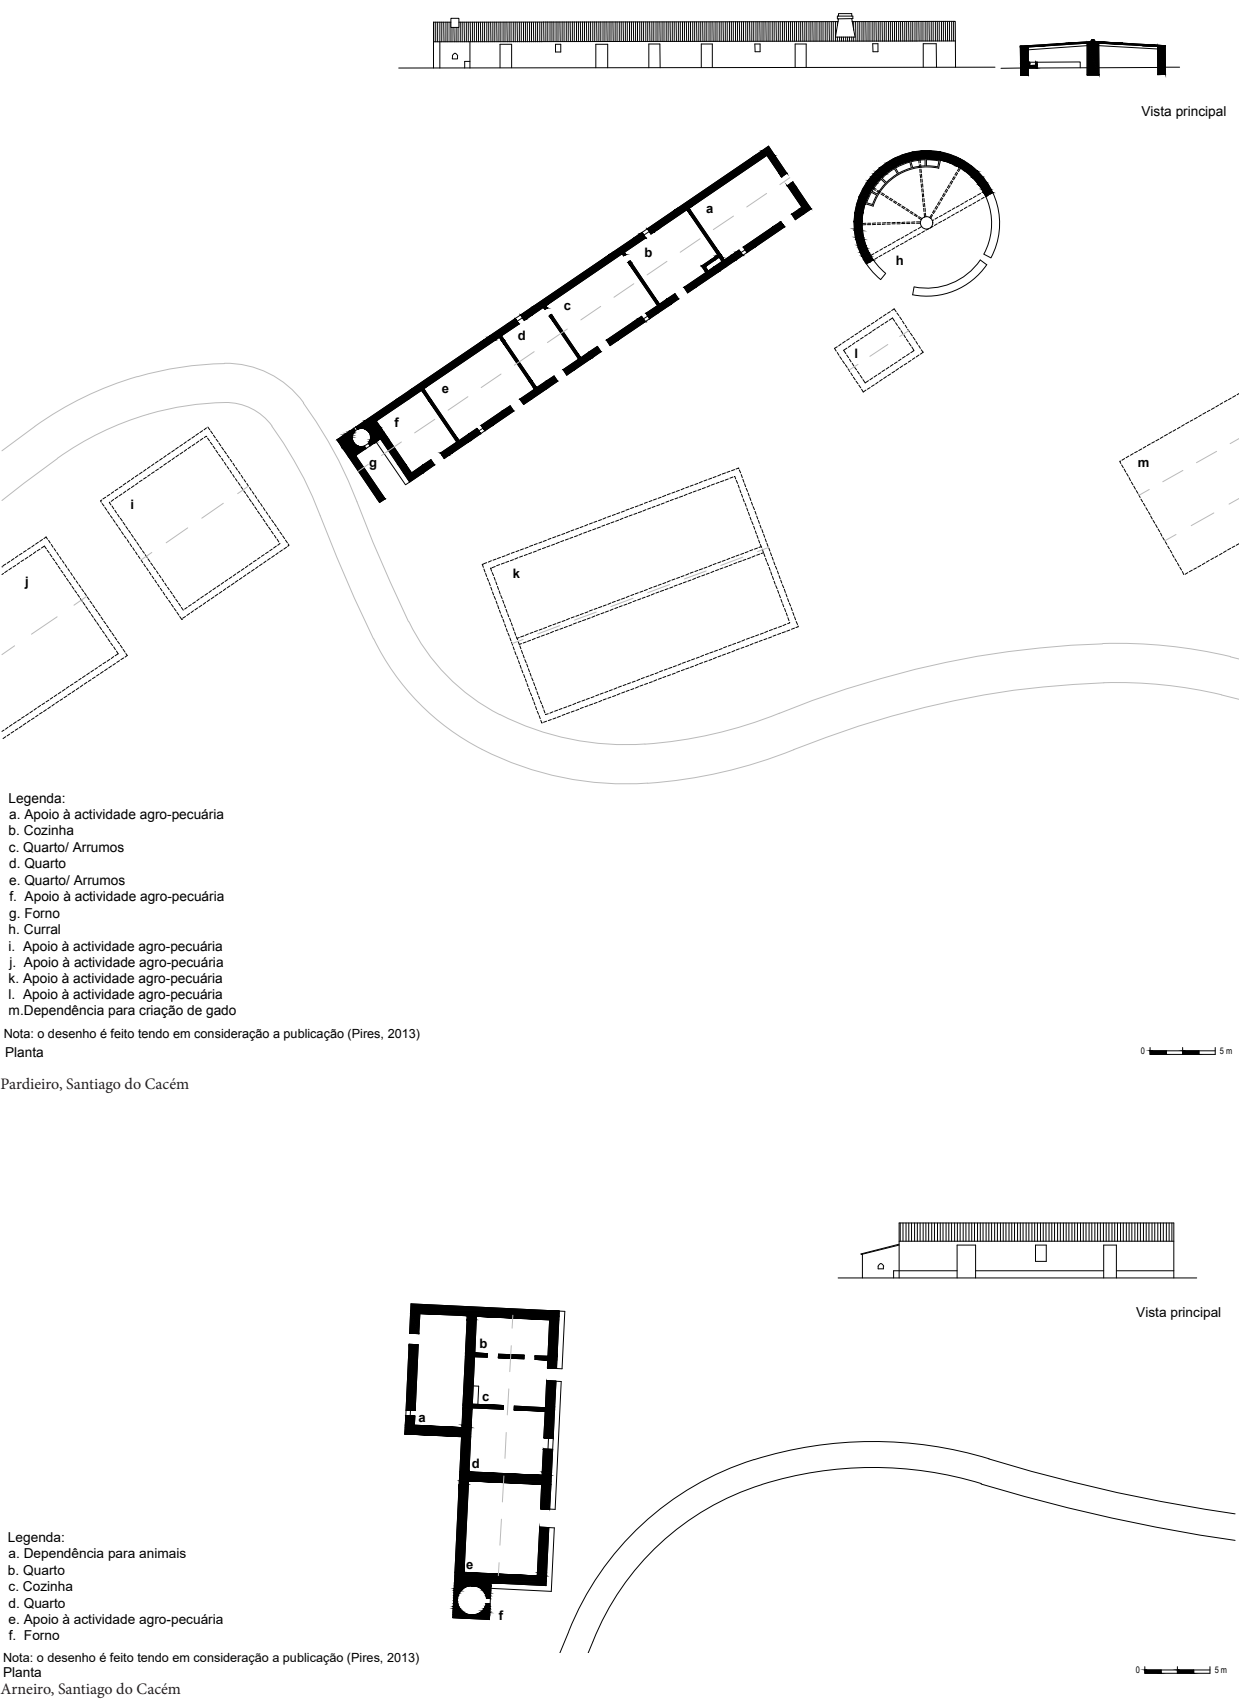 Vista principal
a
b
c
d
e
f
g
h
l
i
j
k
m
Legenda:
a. Apoio à actividade agro-pecuária
b. Cozinha
c. Quarto/ Arrumos
d. Quarto
e. Quarto/ Arrumos
f. Apoio à actividade agro-pecuária
g. Forno
h. Curral
i. Apoio à actividade agro-pecuária
j. Apoio à actividade agro-pecuária
k. Apoio à actividade agro-pecuária
l. Apoio à actividade agro-pecuária
m.Dependência para criação de gado
Nota: o desenho é feito tendo em consideração a publicação (Pires, 2013)
Planta
0 5 m
Pardieiro, Santiago do Cacém
Vista principal
b
c
a
d
e
f
Legenda:
a. Dependência para animais
b. Quarto
c. Cozinha
d. Quarto
e. Apoio à actividade agro-pecuária
f. Forno
Nota: o desenho é feito tendo em consideração a publicação (Pires, 2013)
Planta
0 5 m
Arneiro, Santiago do Cacém